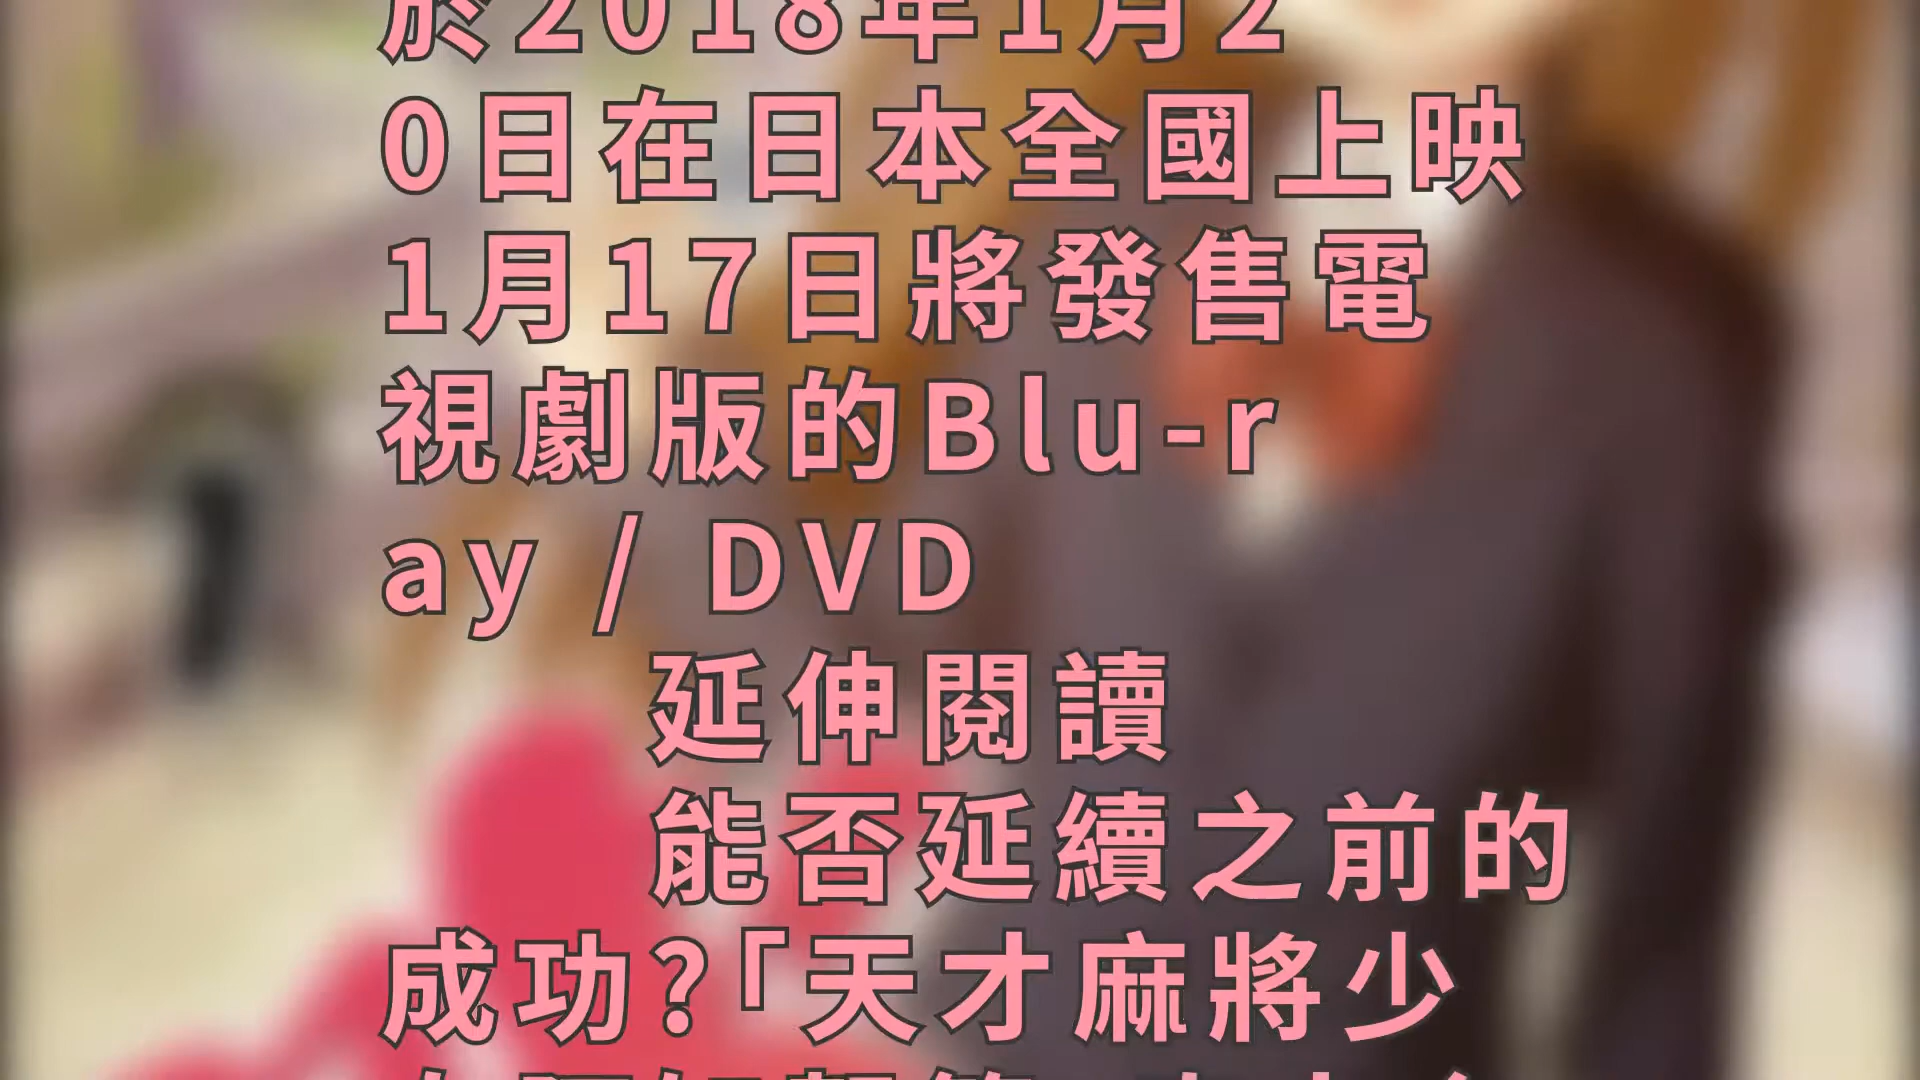 於2018年1月2
0日在日本全國上映
1月17日將發售電
視劇版的Blu-r
ay / DVD
延伸閱讀
能否延續之前的
成功?「天才麻將少